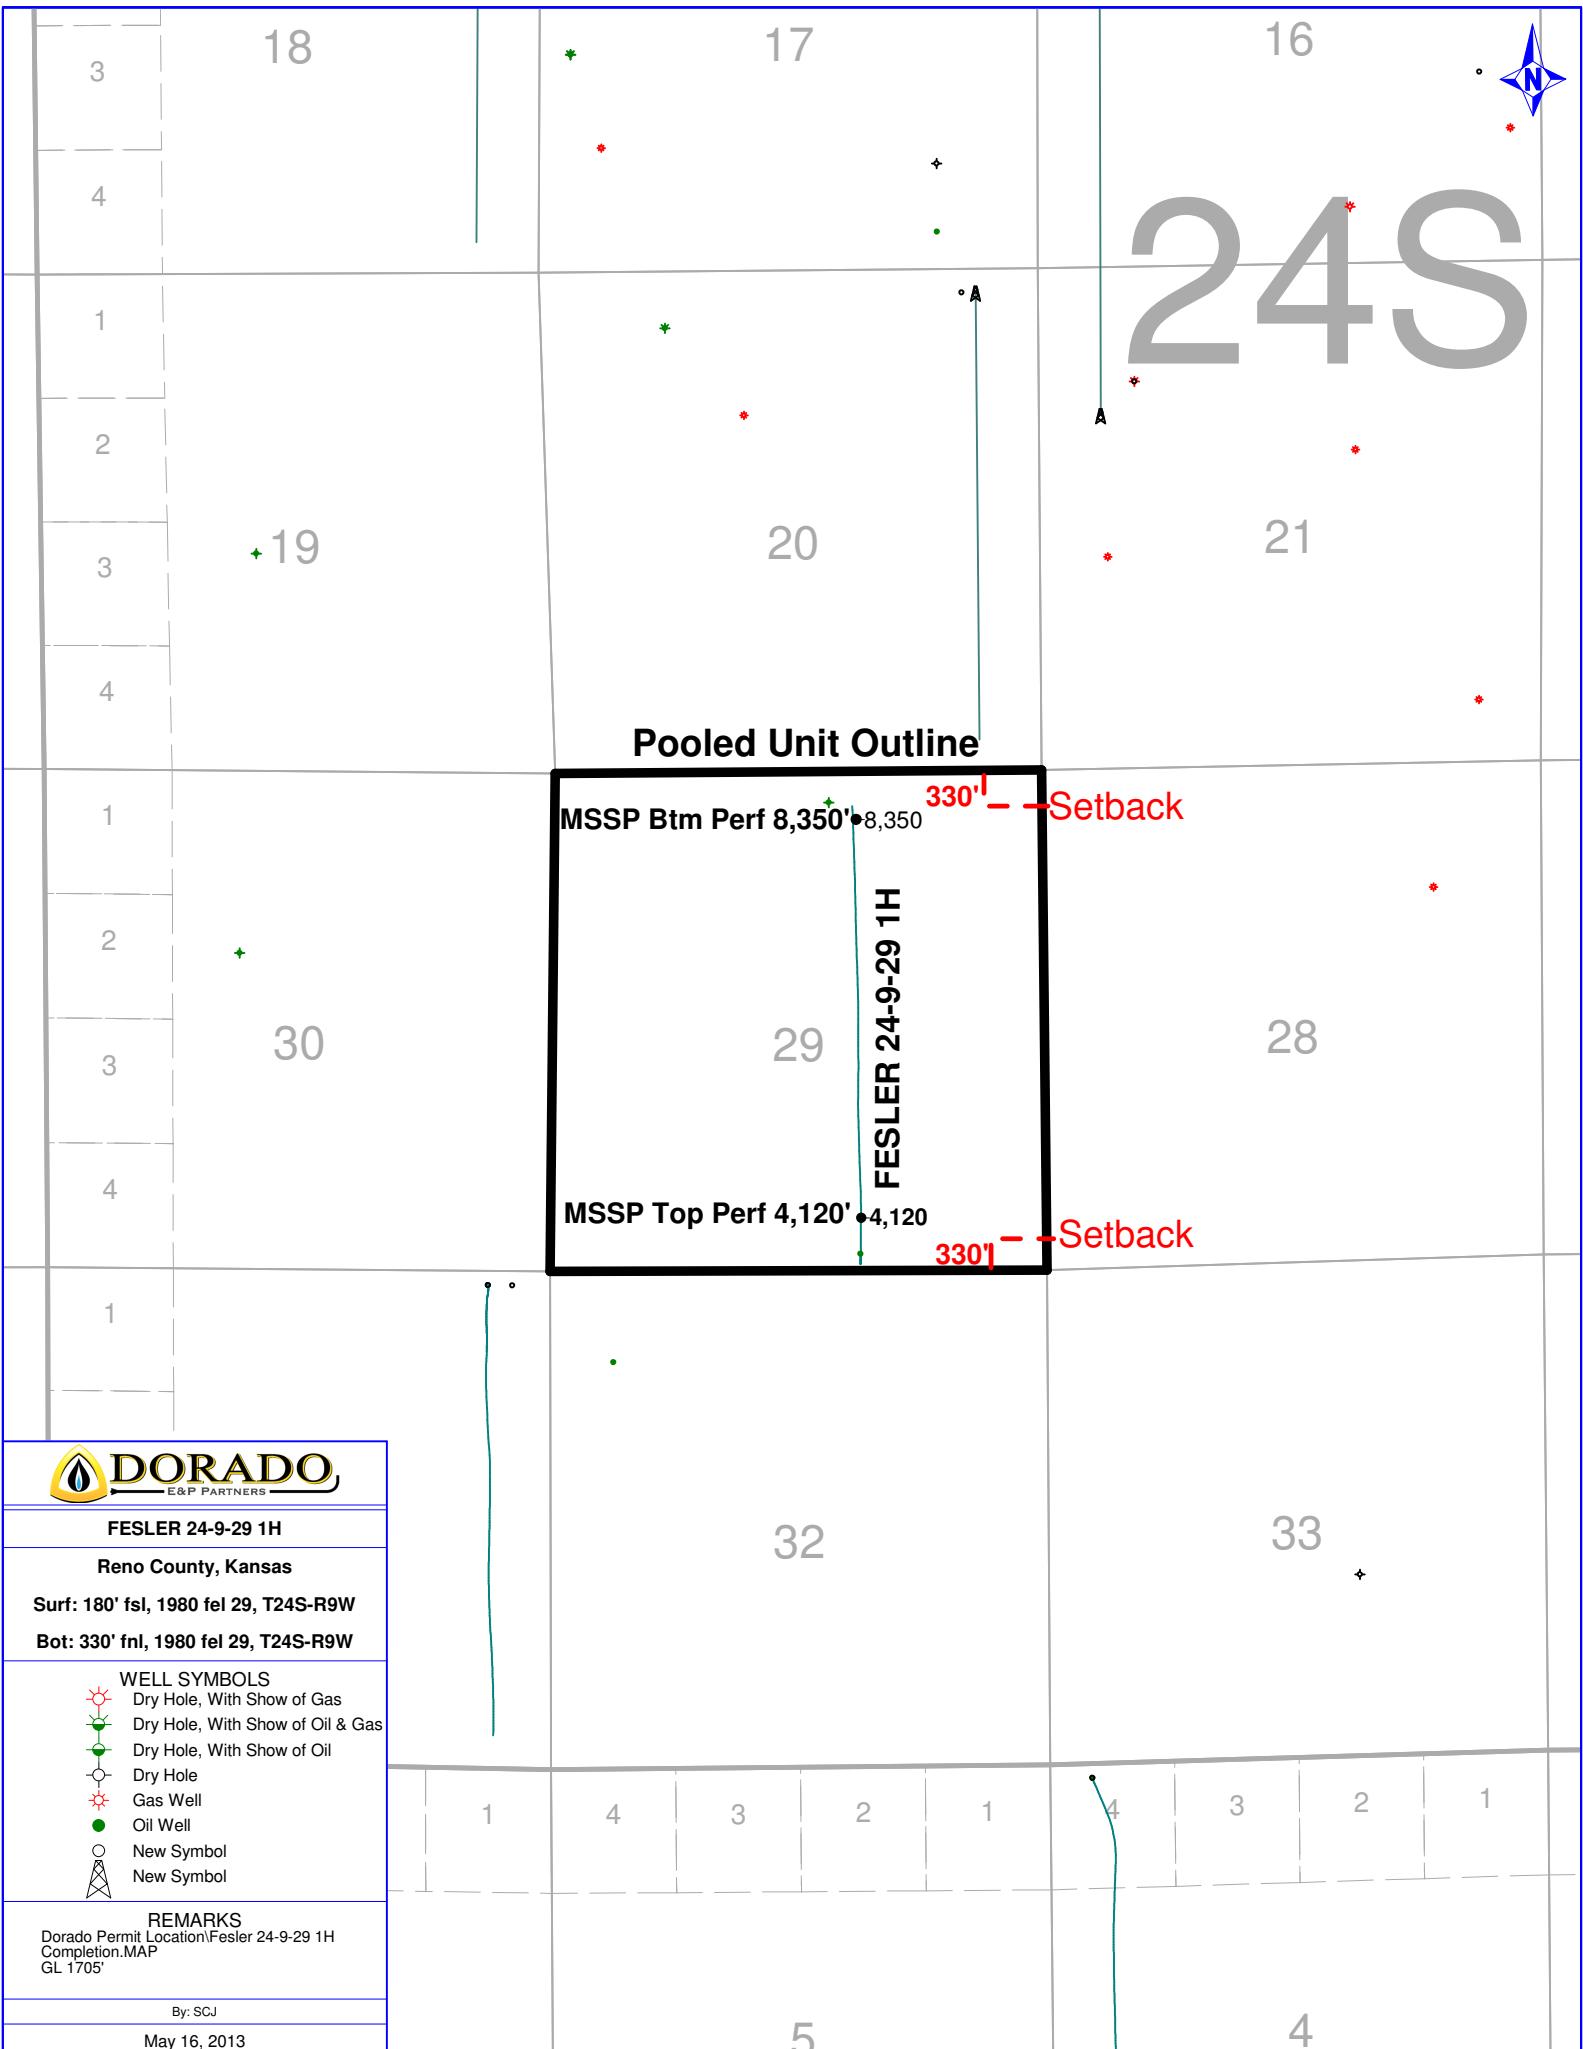 18
17
16
N
3
4
24S
1
2
19
20
21
3
4
Pooled Unit Outline
330'
Setback
1
MSSP Btm Perf 8,350'
8,350
FESLER 24-9-29 1H
2
30
29
28
3
4
MSSP Top Perf 4,120'
4,120
Setback
330'
1
32
33
DORADO
E&P PARTNERS
FESLER 24-9-29 1H
Reno County, Kansas
Surf: 180' fsl, 1980 fel 29, T24S-R9W
Bot: 330' fnl, 1980 fel 29, T24S-R9W
WELL SYMBOLS
Dry Hole, With Show of Gas
Dry Hole, With Show of Oil & Gas
Dry Hole, With Show of Oil
Dry Hole
Gas Well
Oil Well
New Symbol
New Symbol
REMARKS
Dorado Permit Location\Fesler 24-9-29 1H
Completion.MAP
GL 1705'
By: SCJ
May 16, 2013
1 4 3 2 1 4 3 2 1
5
4